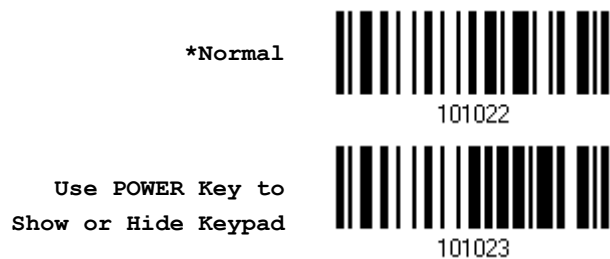 *Normal
101022
Use POWER Key to
Show or Hide Keypad
101023